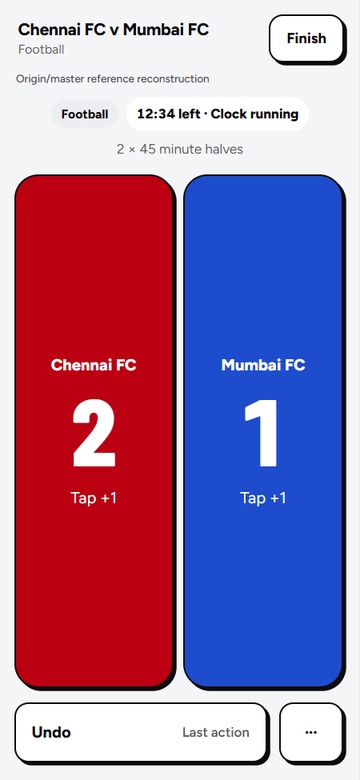 Chennai FC v Mumbai FC
Football
Finish
Origin/master reference reconstruction
Football
12:34 left · Clock running
2 × 45 minute halves
Chennai FC
2
Tap +1
Mumbai FC
1
Tap +1
Undo
Last action
···